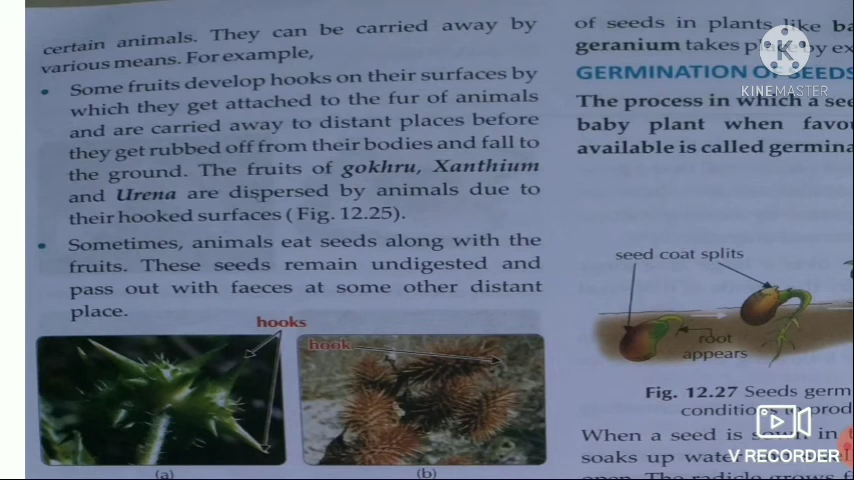 certain animals. They can be carried away by
various means. For example,
• Some fruits develop hooks on their surfaces by
which they get attached to the fur of animals
and are carried away to distant places before
they get rubbed off from their bodies and fall to
the ground. The fruits of gokhru, Xanthium
and Urena are dispersed by animals due to
their hooked surfaces (Fig. 12.25).
• Sometimes, animals eat seeds along with the
fruits. These seeds remain undigested and
pass out with faeces at some other distant
place.
hooks
hook
(a)
(b)
of seeds in plants like
geranium takes by
GERMINATION OF SEEDS
The process in which a
baby plant when
available is called
seed coat splits
root
appears
Fig. 12.27 Seeds
When a seed is in
soaks up
The radicle grows
KINEMASTER
V RECORDER